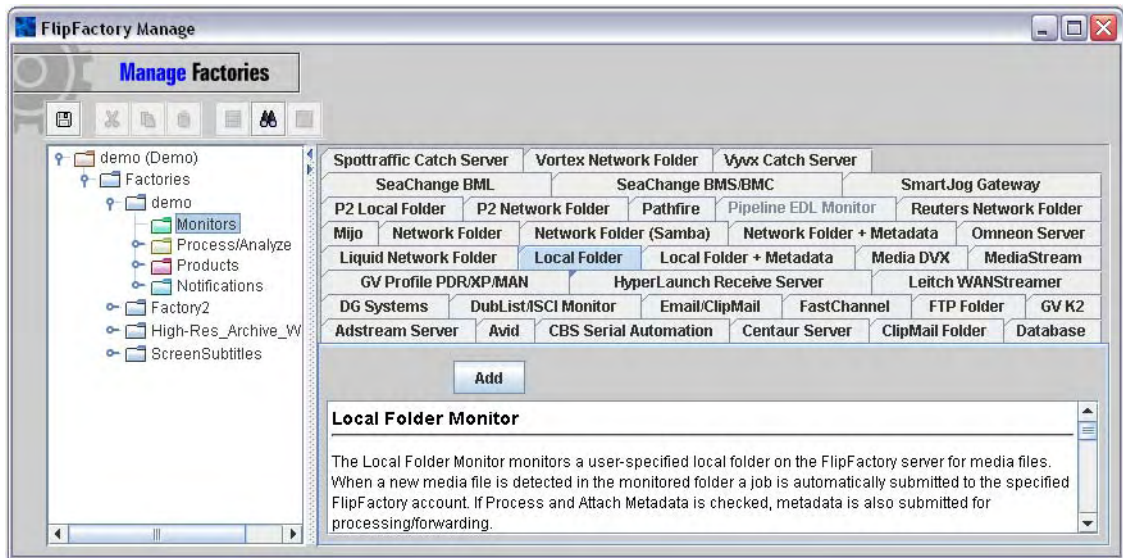 FlipFactory Manage
Manage Factories
demo (Demo)
Factories
demo
Monitors
Process/Analyze
Products
Notifications
Factory2
High-Res_Archive_W
ScreenSubtitles
Spottraffic Catch Server Vortex Network Folder Vyvx Catch Server
SeaChange BML SeaChange BMS/BMC SmartJog Gateway
P2 Local Folder P2 Network Folder Pathfire Pipeline EDL Monitor Reuters Network Folder
Mijo Network Folder Network Folder (Samba) Network Folder + Metadata Omneon Server
Liquid Network Folder Local Folder Local Folder + Metadata Media DVX MediaStream
GV Profile PDR/XP/MAN HyperLaunch Receive Server Leitch WANStreamer
DG Systems DubList/ISCI Monitor Email/ClipMail FastChannel FTP Folder GV K2
Adstream Server Avid CBS Serial Automation Centaur Server ClipMail Folder Database
Add
Local Folder Monitor
The Local Folder Monitor monitors a user-specified local folder on the FlipFactory server for media files.
When a new media file is detected in the monitored folder a job is automatically submitted to the specified
FlipFactory account. If Process and Attach Metadata is checked, metadata is also submitted for
processing/forwarding.